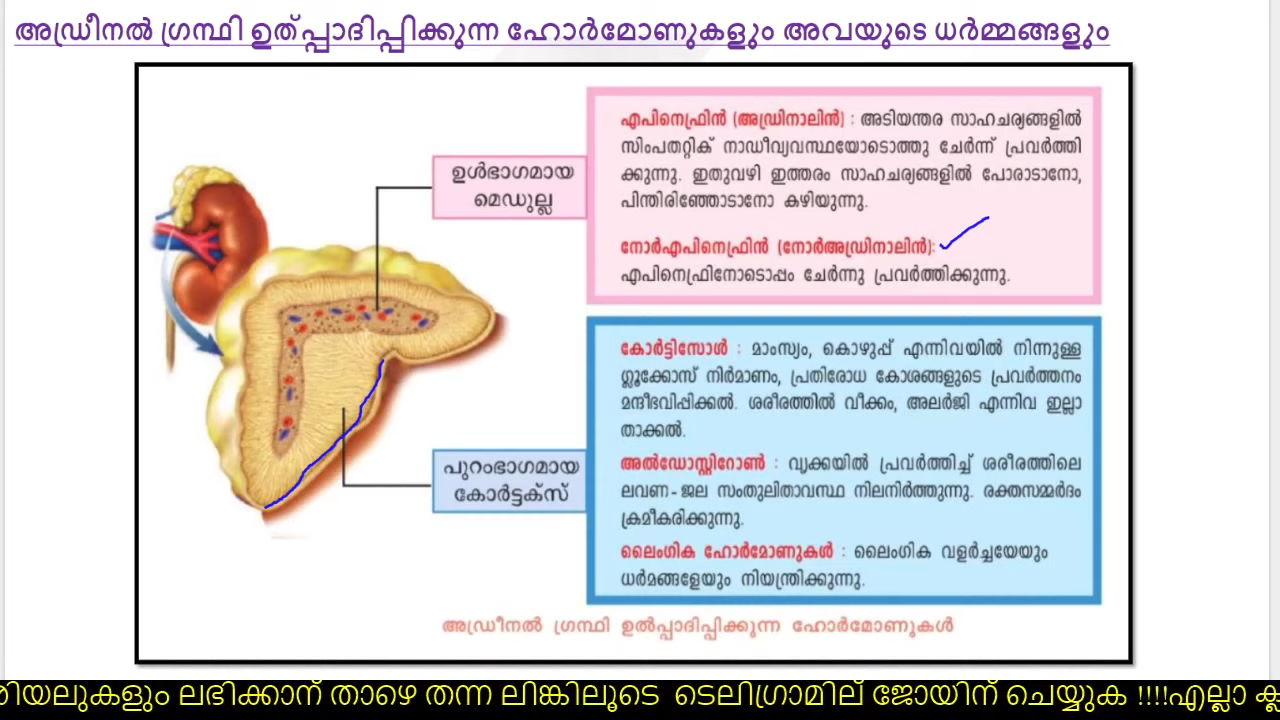 അഡ്രീനൽ ഗ്രന്ഥി ഉത്പ്പാദിപ്പിക്കുന്ന ഹോർമോണുകളും അവയുടെ ധർമ്മങ്ങളും
ഉൾഭാഗമായ
മെഡുല്ല
എപിനെഫ്രിൻ (അഡ്രിനാലിൻ) : അടിയന്തര സാഹചര്യങ്ങളിൽ
സിംപതറ്റിക് നാഡീവ്യവസ്ഥയോടൊത്തു ചേർന്ന് പ്രവർത്തി
ക്കുന്നു. ഇതുവഴി ഇത്തരം സാഹചര്യങ്ങളിൽ പോരാടാനോ,
പിന്തിരിഞ്ഞോടാനോ കഴിയുന്നു.
നോർഎപിനെഫ്രിൻ (നോർഅഡ്രിനാലിൻ):
എപിനെഫ്രിനോടൊപ്പം ചേർന്നു പ്രവർത്തിക്കുന്നു.
പുറംഭാഗമായ
കോർട്ടക്സ്
കോർട്ടിസോൾ : മാംസ്യം, കൊഴുപ്പ് എന്നിവയിൽ നിന്നുള്ള
ഗ്ലൂക്കോസ് നിർമാണം, പ്രതിരോധ കോശങ്ങളുടെ പ്രവർത്തനം
മന്ദീഭവിപ്പിക്കൽ. ശരീരത്തിൽ വീക്കം, അലർജി എന്നിവ ഇല്ലാ
താക്കൽ.
അൽഡോസ്റ്റിറോൺ : വൃക്കയിൽ പ്രവർത്തിച്ച് ശരീരത്തിലെ
ലവണ - ജല സംതുലിതാവസ്ഥ നിലനിർത്തുന്നു. രക്തസമ്മർദം
ക്രമീകരിക്കുന്നു.
ലൈംഗിക ഹോർമോണുകൾ : ലൈംഗിക വളർച്ചയേയും
ധർമങ്ങളേയും നിയന്ത്രിക്കുന്നു.
അഡ്രീനൽ ഗ്രന്ഥി ഉൽപ്പാദിപ്പിക്കുന്ന ഹോർമോണുകൾ
രിയലുകളും ലഭിക്കാന് താഴെ തന്ന ലിങ്കിലൂടെ ടെലിഗ്രാമില് ജോയിന് ചെയ്യുക !!!!എല്ലാ